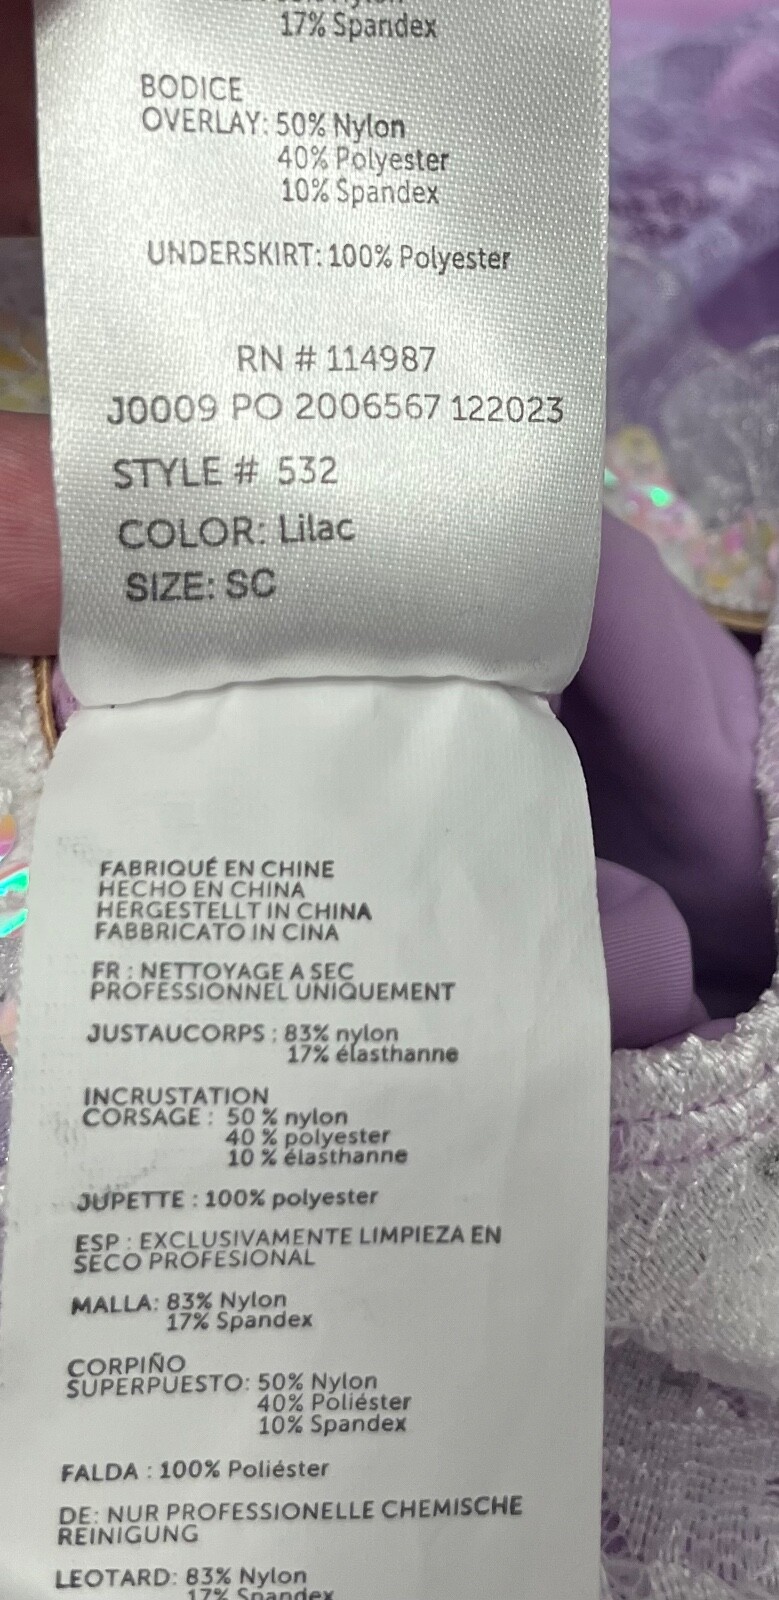 17% Spandex
BODICE
OVERLAY: 50% Nylon
40% Polyester
10% Spandex
UNDERSKIRT: 100% Polyester
RN # 114987
J0009 PO 2006567 122023
STYLE # 532
COLOR: Lilac
SIZE: SC
FABRIQUÉ EN CHINE
HECHO EN CHINA
HERGESTELLT IN CHINA
FABBRICATO IN CINA
FR : NETTOYAGE A SEC
PROFESSIONNEL UNIQUEMENT
JUSTAUCORPS : 83% nylon
17% élasthanne
INCRUSTATION
CORSAGE : 50 % nylon
40 % polyester
10 % élasthanne
JUPETTE : 100% polyester
ESP : EXCLUSIVAMENTE LIMPIEZA EN
SECO PROFESIONAL
MALLA: 83% Nylon
17% Spandex
CORPIÑO
SUPERPUESTO: 50% Nylon
40% Poliéster
10% Spandex
FALDA : 100% Poliéster
DE: NUR PROFESSIONELLE CHEMISCHE
REINIGUNG
LEOTARD: 83% Nylon
17% Spandex